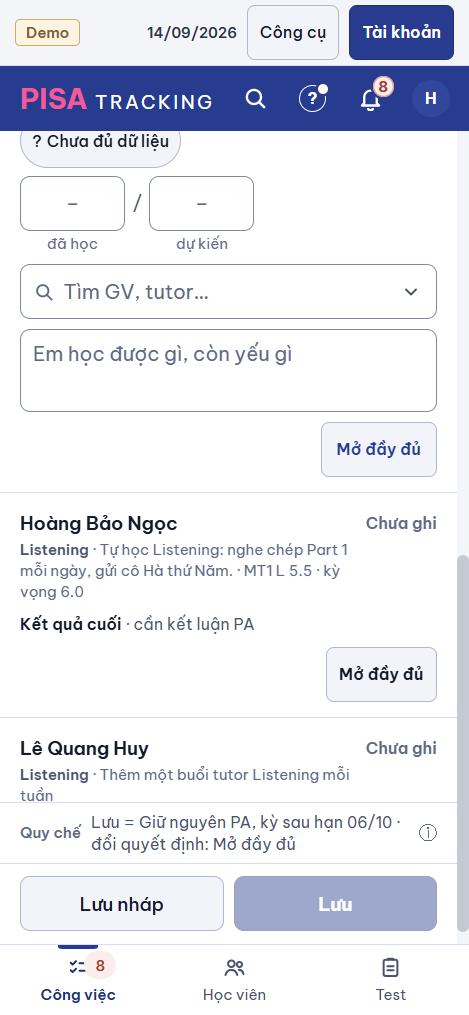 Demo
14/09/2026
Công cụ
Tài khoản
PISA TRACKING
?
8
H
? Chưa đủ dữ liệu
– / –
đã học
dự kiến
Tìm GV, tutor...
Em học được gì, còn yếu gì
Mở đầy đủ
Hoàng Bảo Ngọc
Chưa ghi
Listening · Tự học Listening: nghe chép Part 1
mỗi ngày, gửi cô Hà thứ Năm. · MT1 L 5.5 · kỳ
vọng 6.0
Kết quả cuối · cần kết luận PA
Mở đầy đủ
Lê Quang Huy
Chưa ghi
Listening · Thêm một buổi tutor Listening mỗi
tuần
Quy chế
Lưu = Giữ nguyên PA, kỳ sau hạn 06/10 ·
đổi quyết định: Mở đầy đủ
Lưu nháp
Lưu
8
Công việc
Học viên
Test